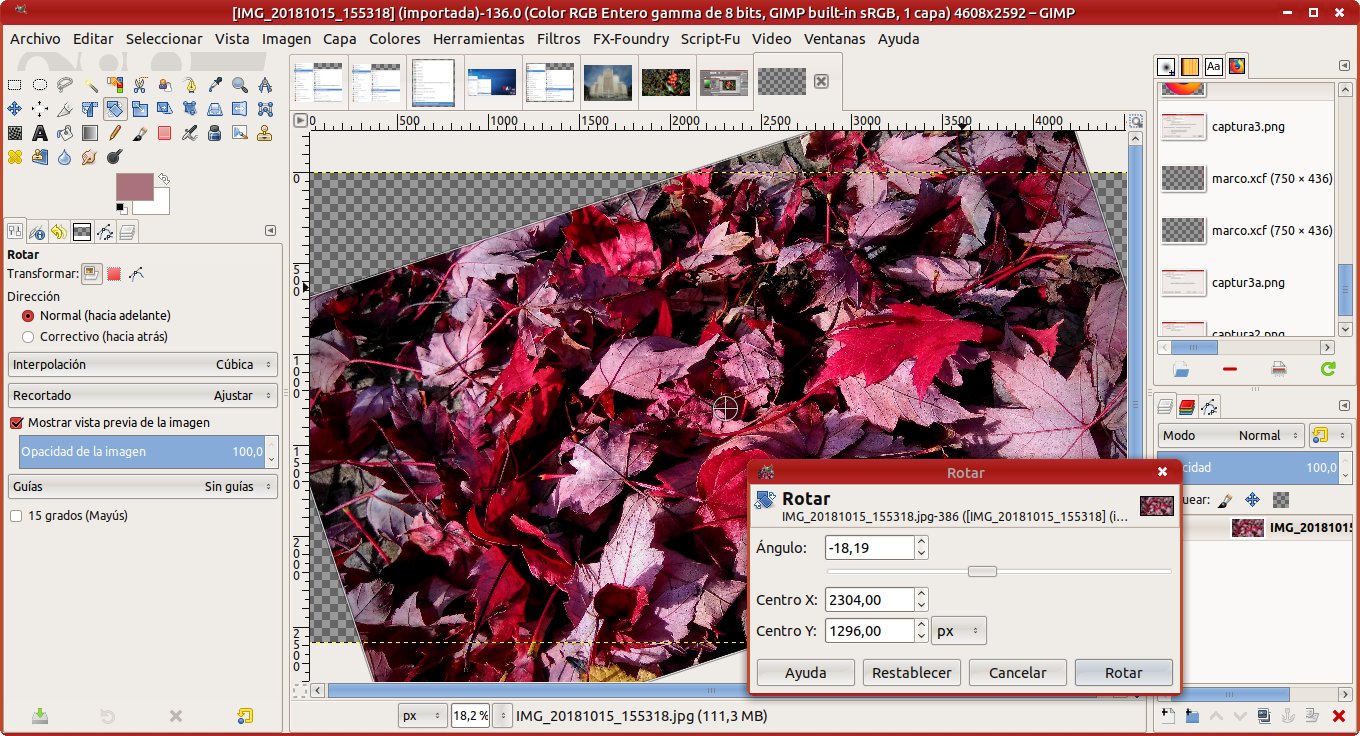 [IMG_20181015_155318] (importada)-136.0 (Color RGB Entero gamma de 8 bits, GIMP built-in sRGB, 1 capa) 4608x2592 – GIMP
Archivo Editar Seleccionar Vista Imagen Capa Colores Herramientas Filtros FX-Foundry Script-Fu Video Ventanas Ayuda
Aa
0 500 1000 1500 2000 2500 3000 3500 4000
0
500
1000
1500
2000
2500
captura3.png
marco.xcf (750 × 436)
marco.xcf (750 × 436)
captura3a.png
captura2.png
Rotar
Transformar:
Dirección
Normal (hacia adelante)
Correctivo (hacia atrás)
Interpolación Cúbica
Recortado Ajustar
Mostrar vista previa de la imagen
Opacidad de la imagen 100,0
Guías Sin guías
15 grados (Mayús)
Modo Normal
cidad 100,0
uear:
IMG_2018101
Rotar
Rotar
IMG_20181015_155318.jpg-386 ([IMG_20181015_155318] (i…
Ángulo: -18,19
Centro X: 2304,00
Centro Y: 1296,00 px
Ayuda Restablecer Cancelar Rotar
px 18,2 % IMG_20181015_155318.jpg (111,3 MB)